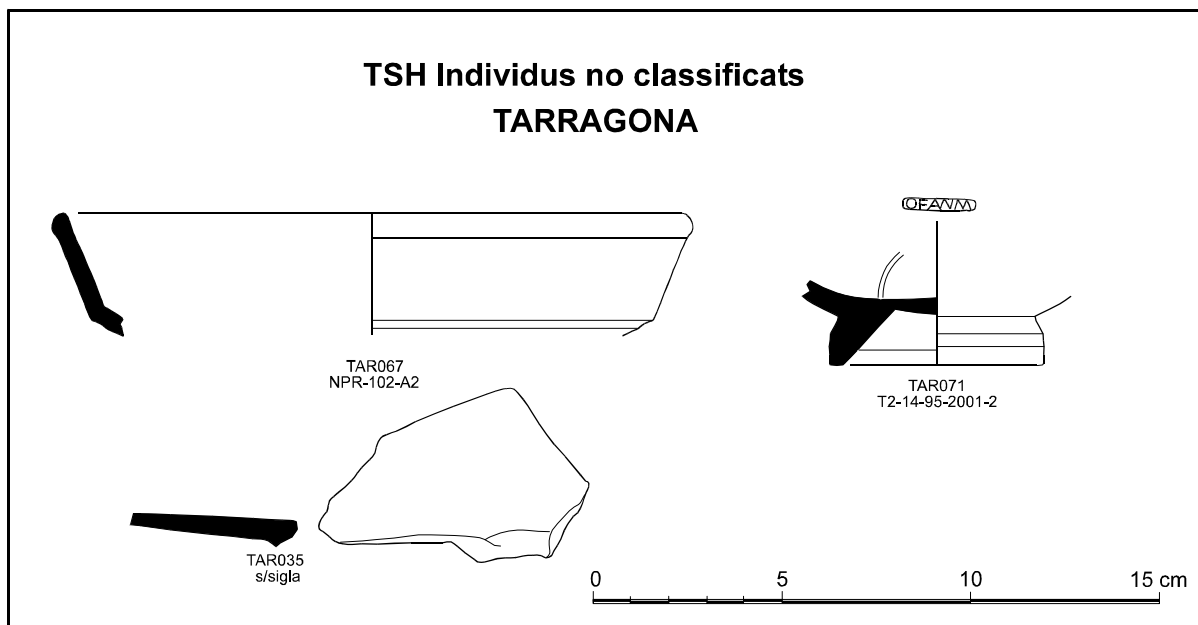 TSH Individus no classificats
TARRAGONA
OFANM
TAR067
NPR-102-A2
TAR071
T2-14-95-2001-2
TAR035
s/sigla
0 5 10 15 cm